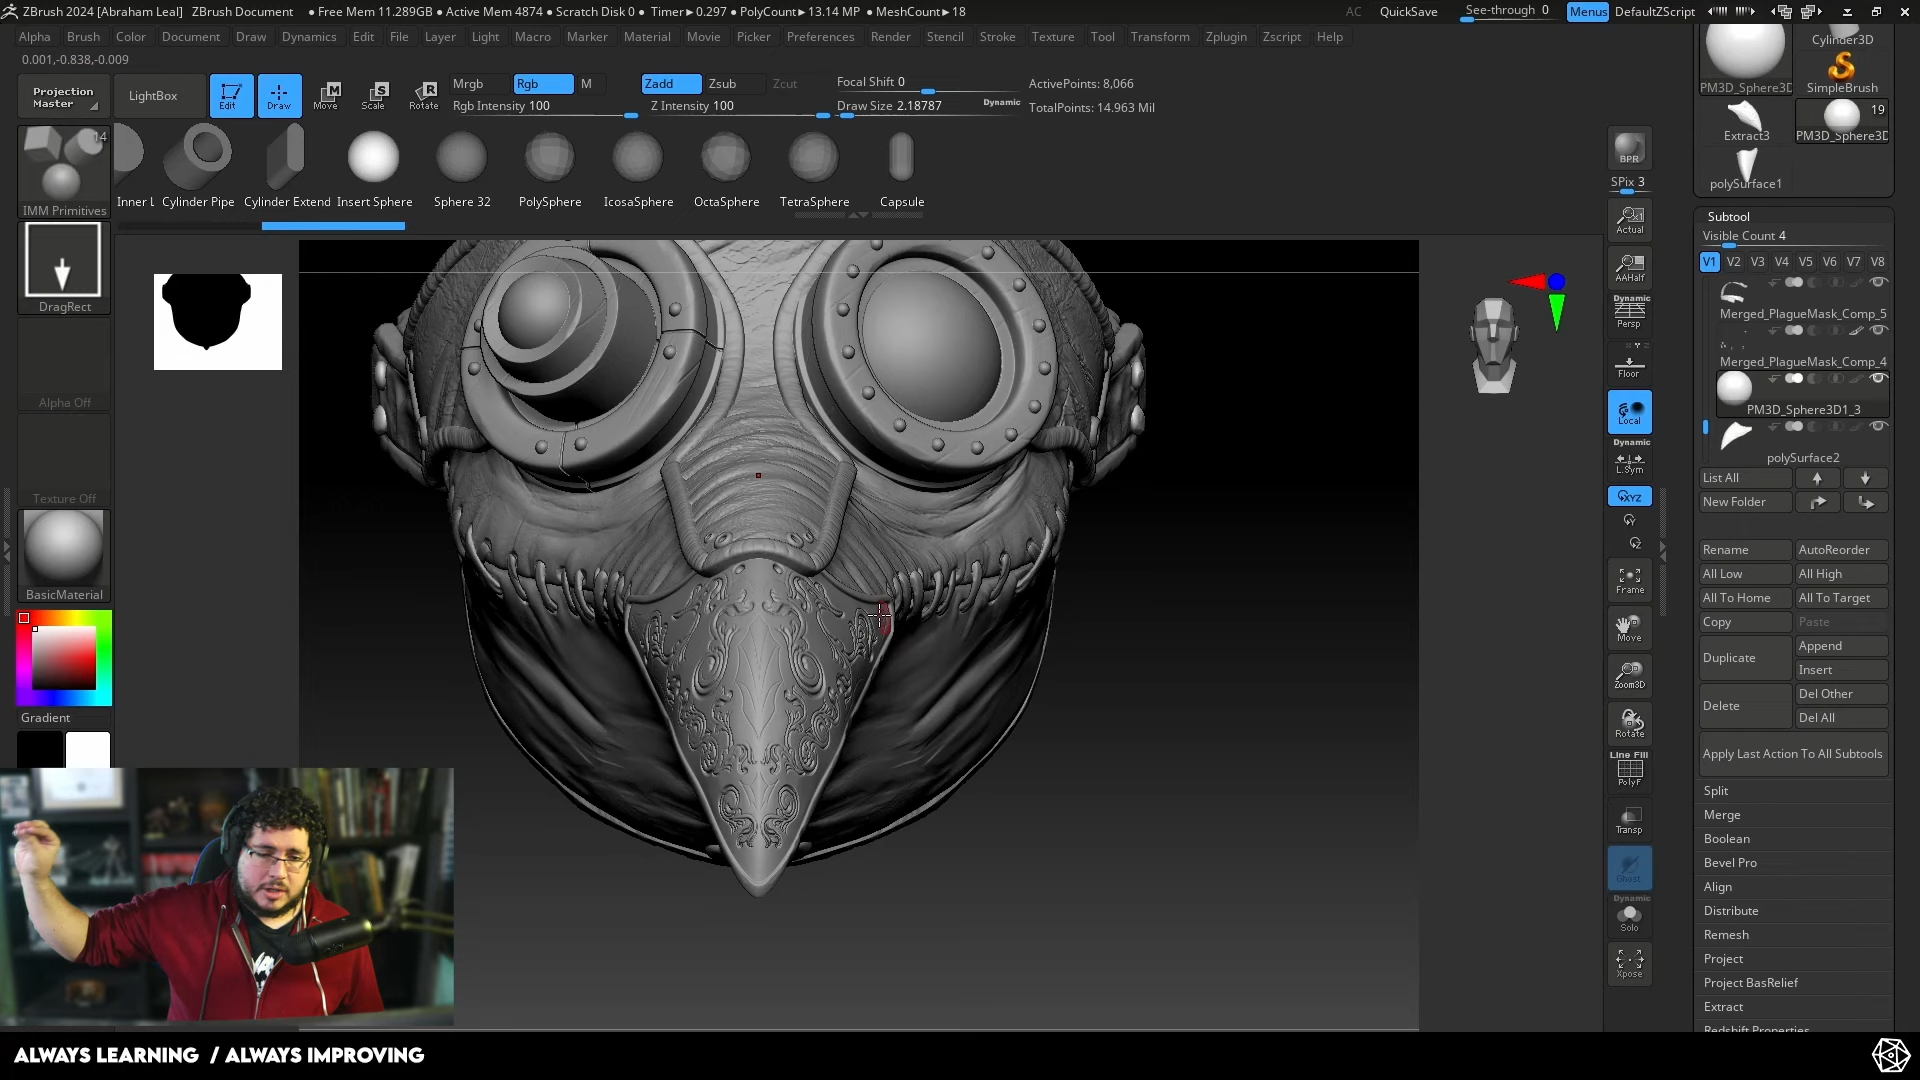 ZBrush 2024 [Abraham Leal] ZBrush Document ● Free Mem 11.289GB ● Active Mem 4874 ● Scratch Disk 0 ● Timer►0.297 ● PolyCount►13.14 MP ● MeshCount►18
AC QuickSave See-through 0 Menus DefaultZScript
Alpha Brush Color Document Draw Dynamics Edit File Layer Light Macro Marker Material Movie Picker Preferences Render Stencil Stroke Texture Tool Transform Zplugin Zscript Help
0.001,-0.838,-0.009
Projection Master
LightBox
Edit
Draw
Move
Scale
Rotate
Mrgb Rgb M
Rgb Intensity 100
Zadd Zsub Zcut
Z Intensity 100
Focal Shift 0
Draw Size 2.18787 Dynamic
ActivePoints: 8,066
TotalPoints: 14.963 Mil
14
IMM Primitives
Inner L Cylinder Pipe Cylinder Extend Insert Sphere Sphere 32 PolySphere IcosaSphere OctaSphere TetraSphere Capsule
DragRect
Alpha Off
Texture Off
BasicMaterial
Gradient
BPR
SPix 3
Actual
AAHalf
Dynamic
Persp
Floor
Local
Dynamic
L.Sym
XYZ
Frame
Move
Zoom3D
Rotate
Line Fill
PolyF
Transp
Ghost
Dynamic
Solo
Xpose
Cylinder3D
PM3D_Sphere3D SimpleBrush
19
Extract3 PM3D_Sphere3D
polySurface1
Subtool
Visible Count 4
V1 V2 V3 V4 V5 V6 V7 V8
Merged_PlagueMask_Comp_5
Merged_PlagueMask_Comp_4
PM3D_Sphere3D1_3
polySurface2
List All
New Folder
Rename AutoReorder
All Low All High
All To Home All To Target
Copy Paste
Duplicate Append
Insert
Delete Del Other
Del All
Apply Last Action To All Subtools
Split
Merge
Boolean
Bevel Pro
Align
Distribute
Remesh
Project
Project BasRelief
Extract
Redshift Properties
ALWAYS LEARNING / ALWAYS IMPROVING